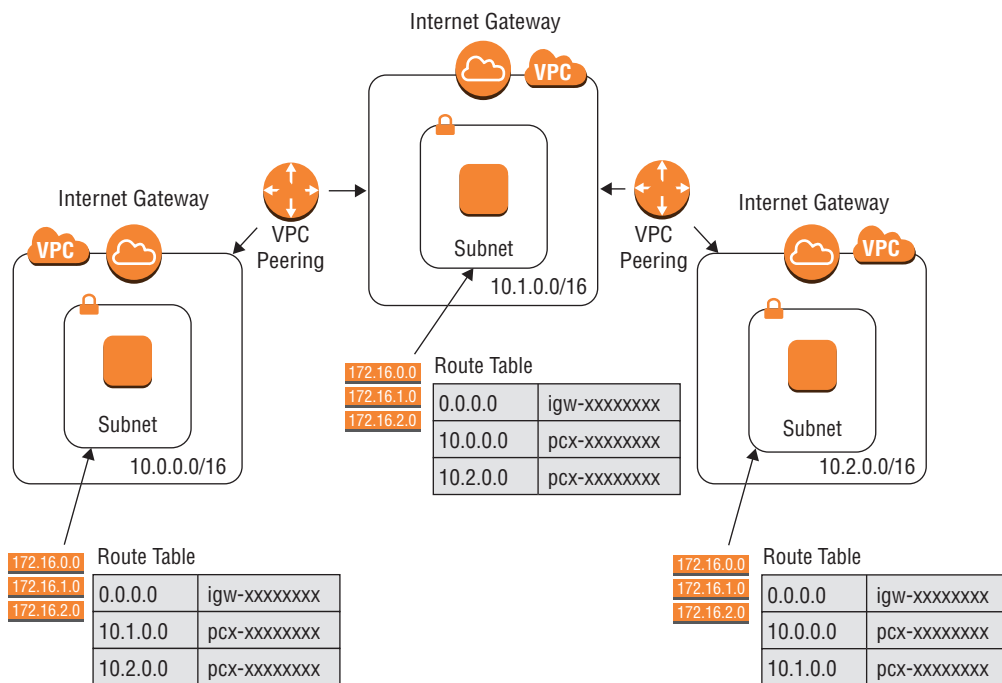 Internet Gateway
VPC
VPC
Peering
Subnet
10.1.0.0/16
VPC
Peering
Internet Gateway
VPC
Subnet
10.0.0.0/16
Internet Gateway
VPC
Subnet
10.2.0.0/16
172.16.0.0
172.16.1.0
172.16.2.0
Route Table
0.0.0.0 igw-xxxxxxxx
10.0.0.0 pcx-xxxxxxxx
10.2.0.0 pcx-xxxxxxxx
172.16.0.0
172.16.1.0
172.16.2.0
Route Table
0.0.0.0 igw-xxxxxxxx
10.1.0.0 pcx-xxxxxxxx
10.2.0.0 pcx-xxxxxxxx
172.16.0.0
172.16.1.0
172.16.2.0
Route Table
0.0.0.0 igw-xxxxxxxx
10.0.0.0 pcx-xxxxxxxx
10.1.0.0 pcx-xxxxxxxx